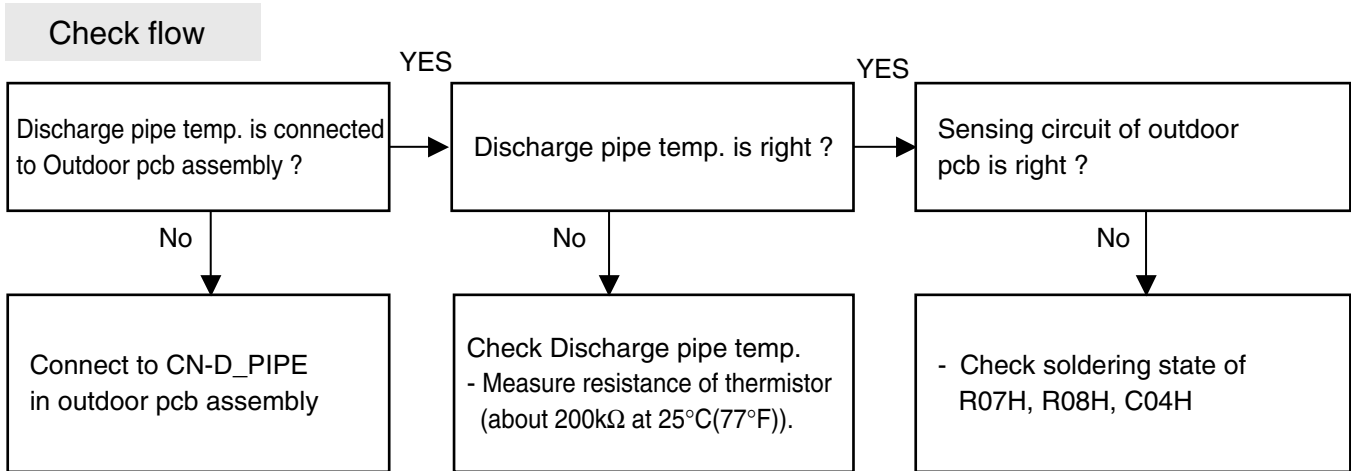 Check flow
YES
YES
Discharge pipe temp. is connected
to Outdoor pcb assembly ?
Discharge pipe temp. is right ?
Sensing circuit of outdoor
pcb is right ?
No
No
No
Connect to CN-D_PIPE
in outdoor pcb assembly
Check Discharge pipe temp.
- Measure resistance of thermistor
(about 200kΩ at 25°C(77°F)).
- Check soldering state of
R07H, R08H, C04H